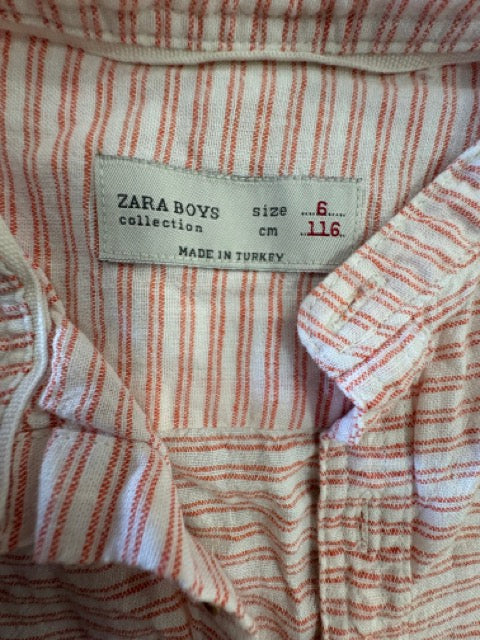 ZARA BOYS size 6
collection cm 116
MADE IN TURKEY